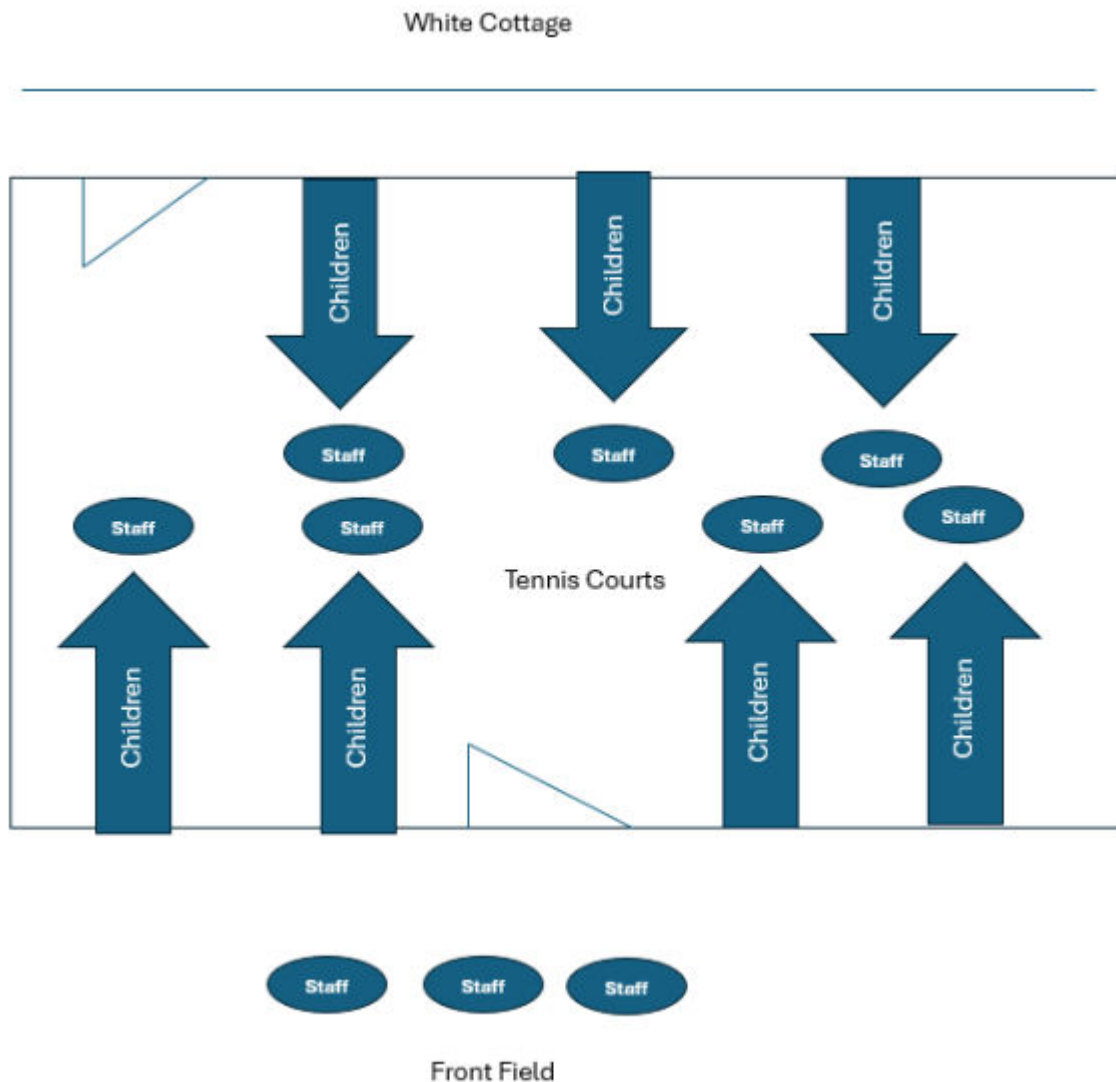 White Cottage
Children
Children
Children
Staff
Staff
Staff
Staff
Staff
Staff
Staff
Tennis Courts
Children
Children
Children
Children
Staff
Staff
Staff
Front Field